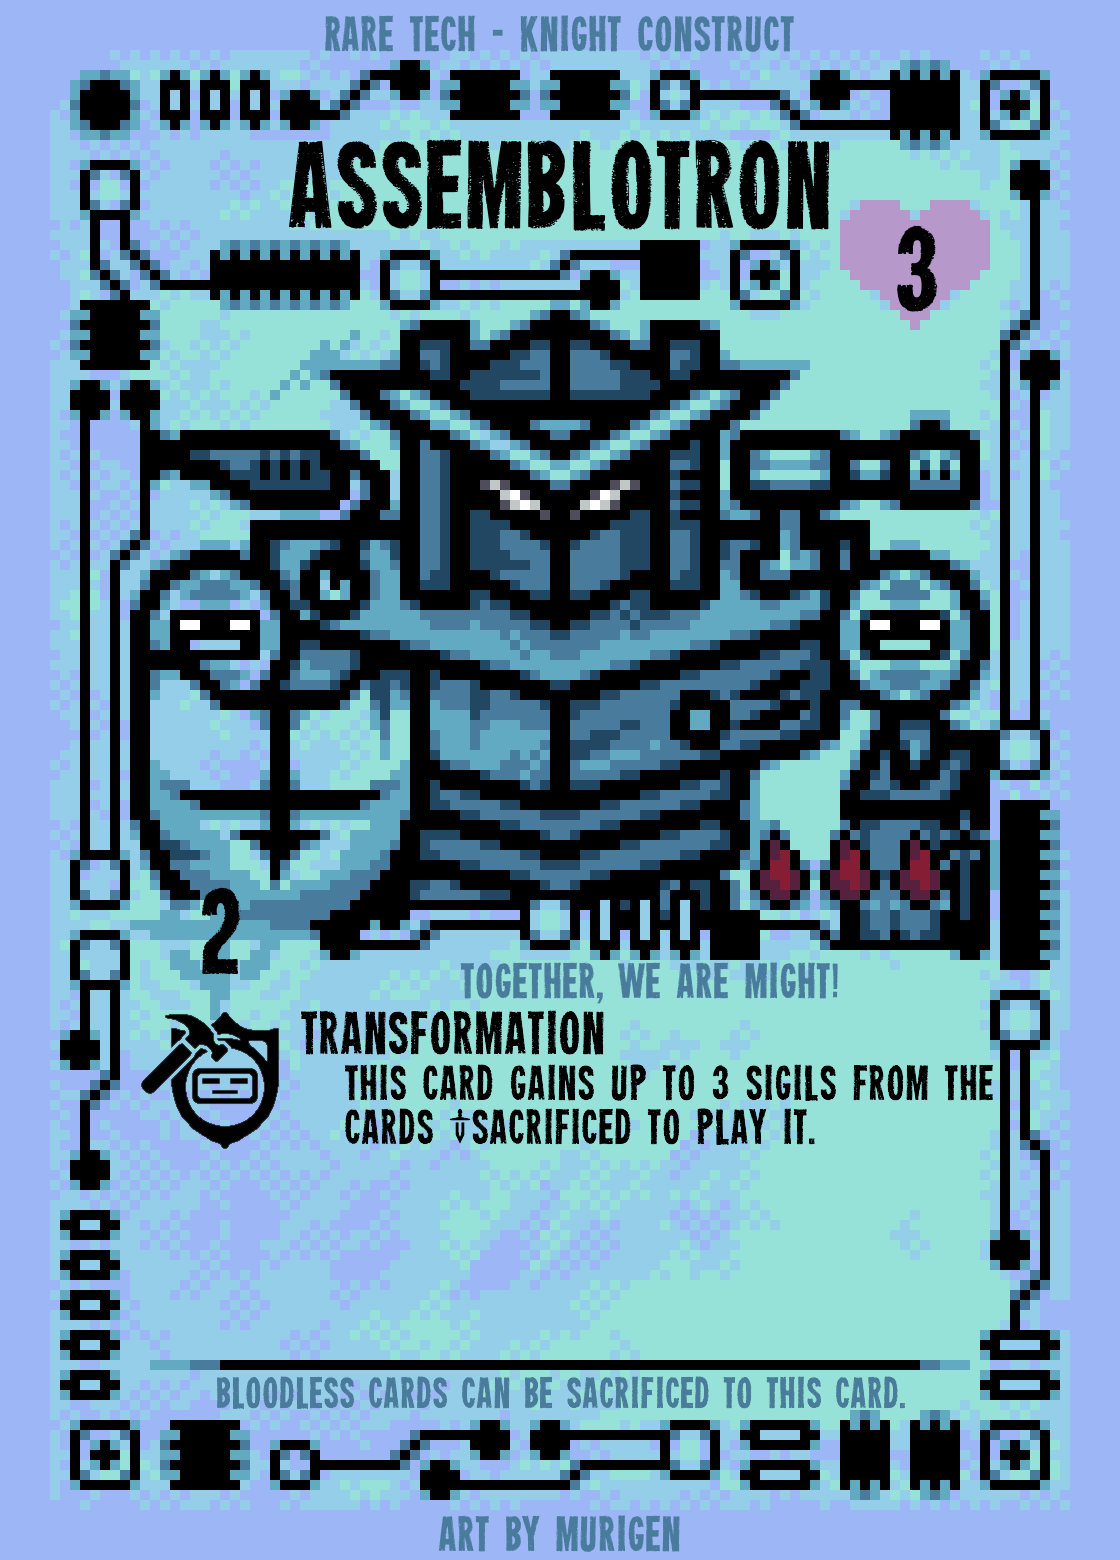 RARE TECH - KNIGHT CONSTRUCT
ASSEMBLOTRON
3
2
TOGETHER, WE ARE MIGHT!
TRANSFORMATION
THIS CARD GAINS UP TO 3 SIGILS FROM THE
CARDS SACRIFICED TO PLAY IT.
BLOODLESS CARDS CAN BE SACRIFICED TO THIS CARD.
ART BY MURIGEN